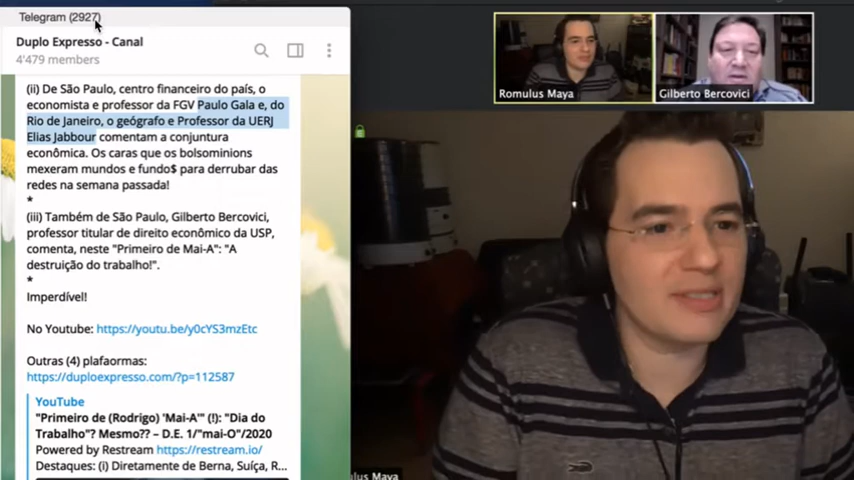 Telegram (2927)
Duplo Expresso - Canal
4'479 members
(ii) De São Paulo, centro financeiro do país, o
economista e professor da FGV Paulo Gala e, do
Rio de Janeiro, o geógrafo e Professor da UERJ
Elias Jabbour comentam a conjuntura
econômica. Os caras que os bolsominions
mexeram mundos e fundo$ para derrubar das
redes na semana passada!
*
(iii) Também de São Paulo, Gilberto Bercovici,
professor titular de direito econômico da USP,
comenta, neste "Primeiro de Mai-A": "A
destruição do trabalho!".
*
Imperdível!
No Youtube: https://youtu.be/y0cYS3mzEtc
Outras (4) plafaormas:
https://duploexpresso.com/?p=112587
YouTube
"Primeiro de (Rodrigo) 'Mai-A'" (!): "Dia do
Trabalho"? Mesmo?? – D.E. 1/"mai-O"/2020
Powered by Restream https://restream.io/
Destaques: (i) Diretamente de Berna, Suíça, R...
Romulus Maya
Gilberto Bercovici
ulus Maya